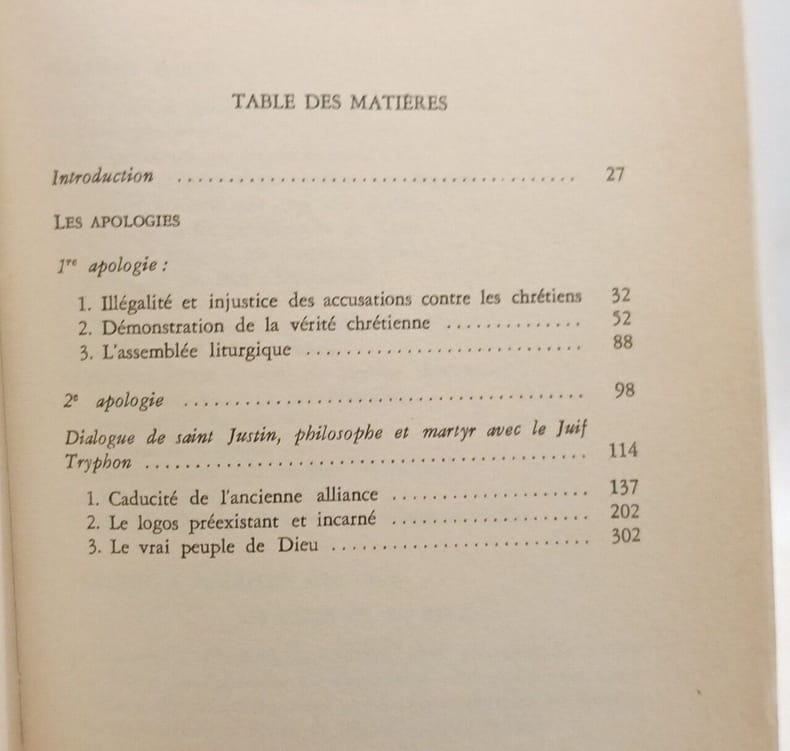 TABLE DES MATIÈRES
Introduction ........................................ 27
LES APOLOGIES
1re apologie :
1. Illégalité et injustice des accusations contre les chrétiens 32
2. Démonstration de la vérité chrétienne .............. 52
3. L'assemblée liturgique ............................ 88
2e apologie ........................................ 98
Dialogue de saint Justin, philosophe et martyr avec le Juif
Tryphon ............................................ 114
1. Caducité de l'ancienne alliance .................... 137
2. Le logos préexistant et incarné .................... 202
3. Le vrai peuple de Dieu .......................... 302